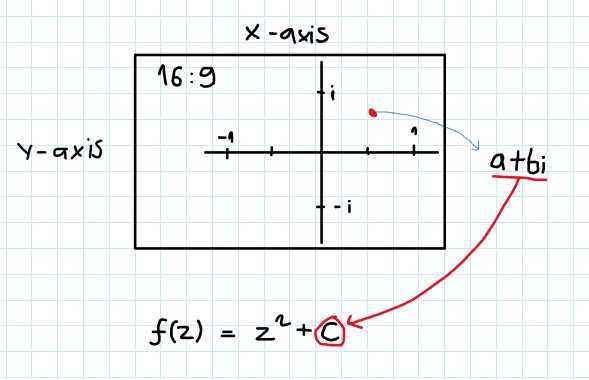 x-axis
16:9
i
-1
1
y-axis
a+bi
-i
f(z) = z² + C